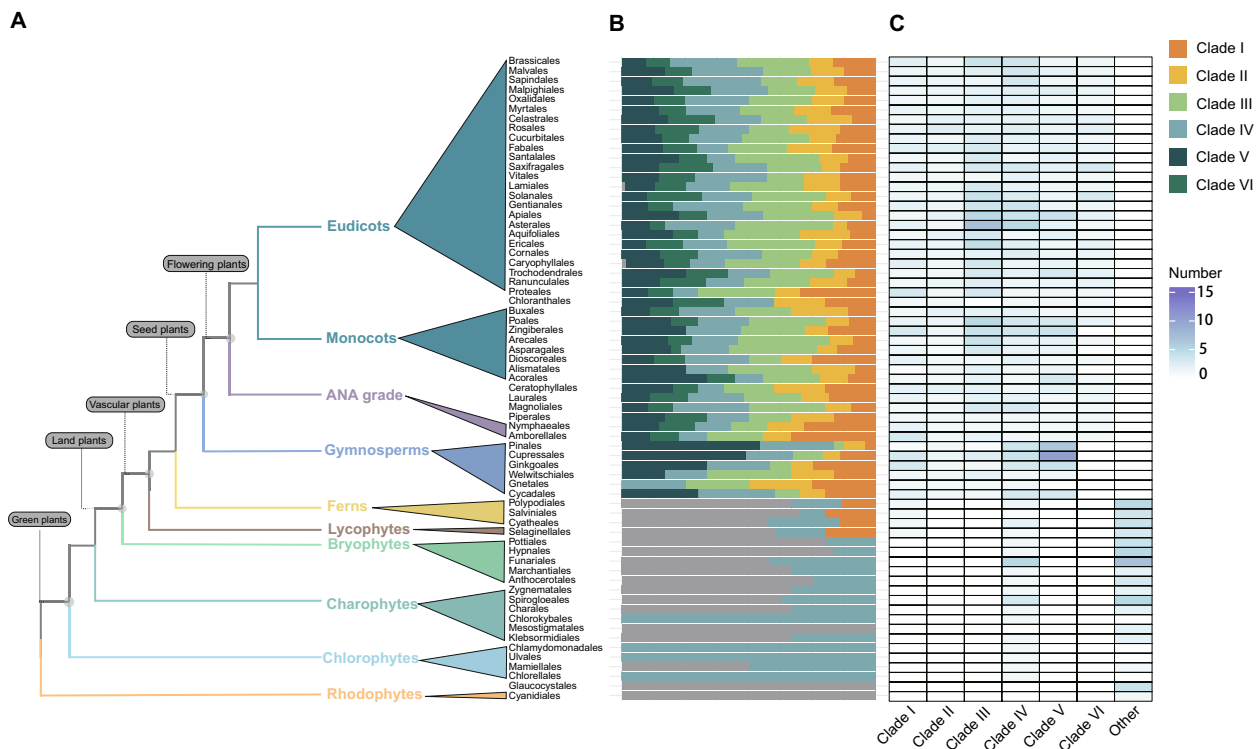 A
B
C
Brassicales
Malvales
Sapindales
Malpighiales
Oxalidales
Myrtales
Celastrales
Rosales
Cucurbitales
Fabales
Santalales
Saxifragales
Vitales
Lamiales
Solanales
Gentianales
Apiales
Asterales
Aquifoliales
Ericales
Cornales
Caryophyllales
Trochodendrales
Ranunculales
Proteales
Chloranthales
Buxales
Poales
Zingiberales
Arecales
Asparagales
Dioscoreales
Alismatales
Acorales
Ceratophyllales
Laurales
Magnoliales
Piperales
Nymphaeales
Amborellales
Pinales
Cupressales
Ginkgoales
Welwitschiales
Gnetales
Cycadales
Polypodiales
Salviniales
Cyatheales
Selaginellales
Pottiales
Hypnales
Funariales
Marchantiales
Anthocerotales
Zygnematales
Spirogloeales
Charales
Chlorokybales
Mesostigmatales
Klebsormidiales
Chlamydomonadales
Ulvales
Mamiellales
Chlorellales
Glaucocystales
Cyanidiales
Eudicots
Monocots
ANA grade
Gymnosperms
Ferns
Lycophytes
Bryophytes
Charophytes
Chlorophytes
Rhodophytes
Flowering plants
Seed plants
Vascular plants
Land plants
Green plants
Clade I
Clade II
Clade III
Clade IV
Clade V
Clade VI
Number
15
10
5
0
Clade I
Clade II
Clade III
Clade IV
Clade V
Clade VI
Other